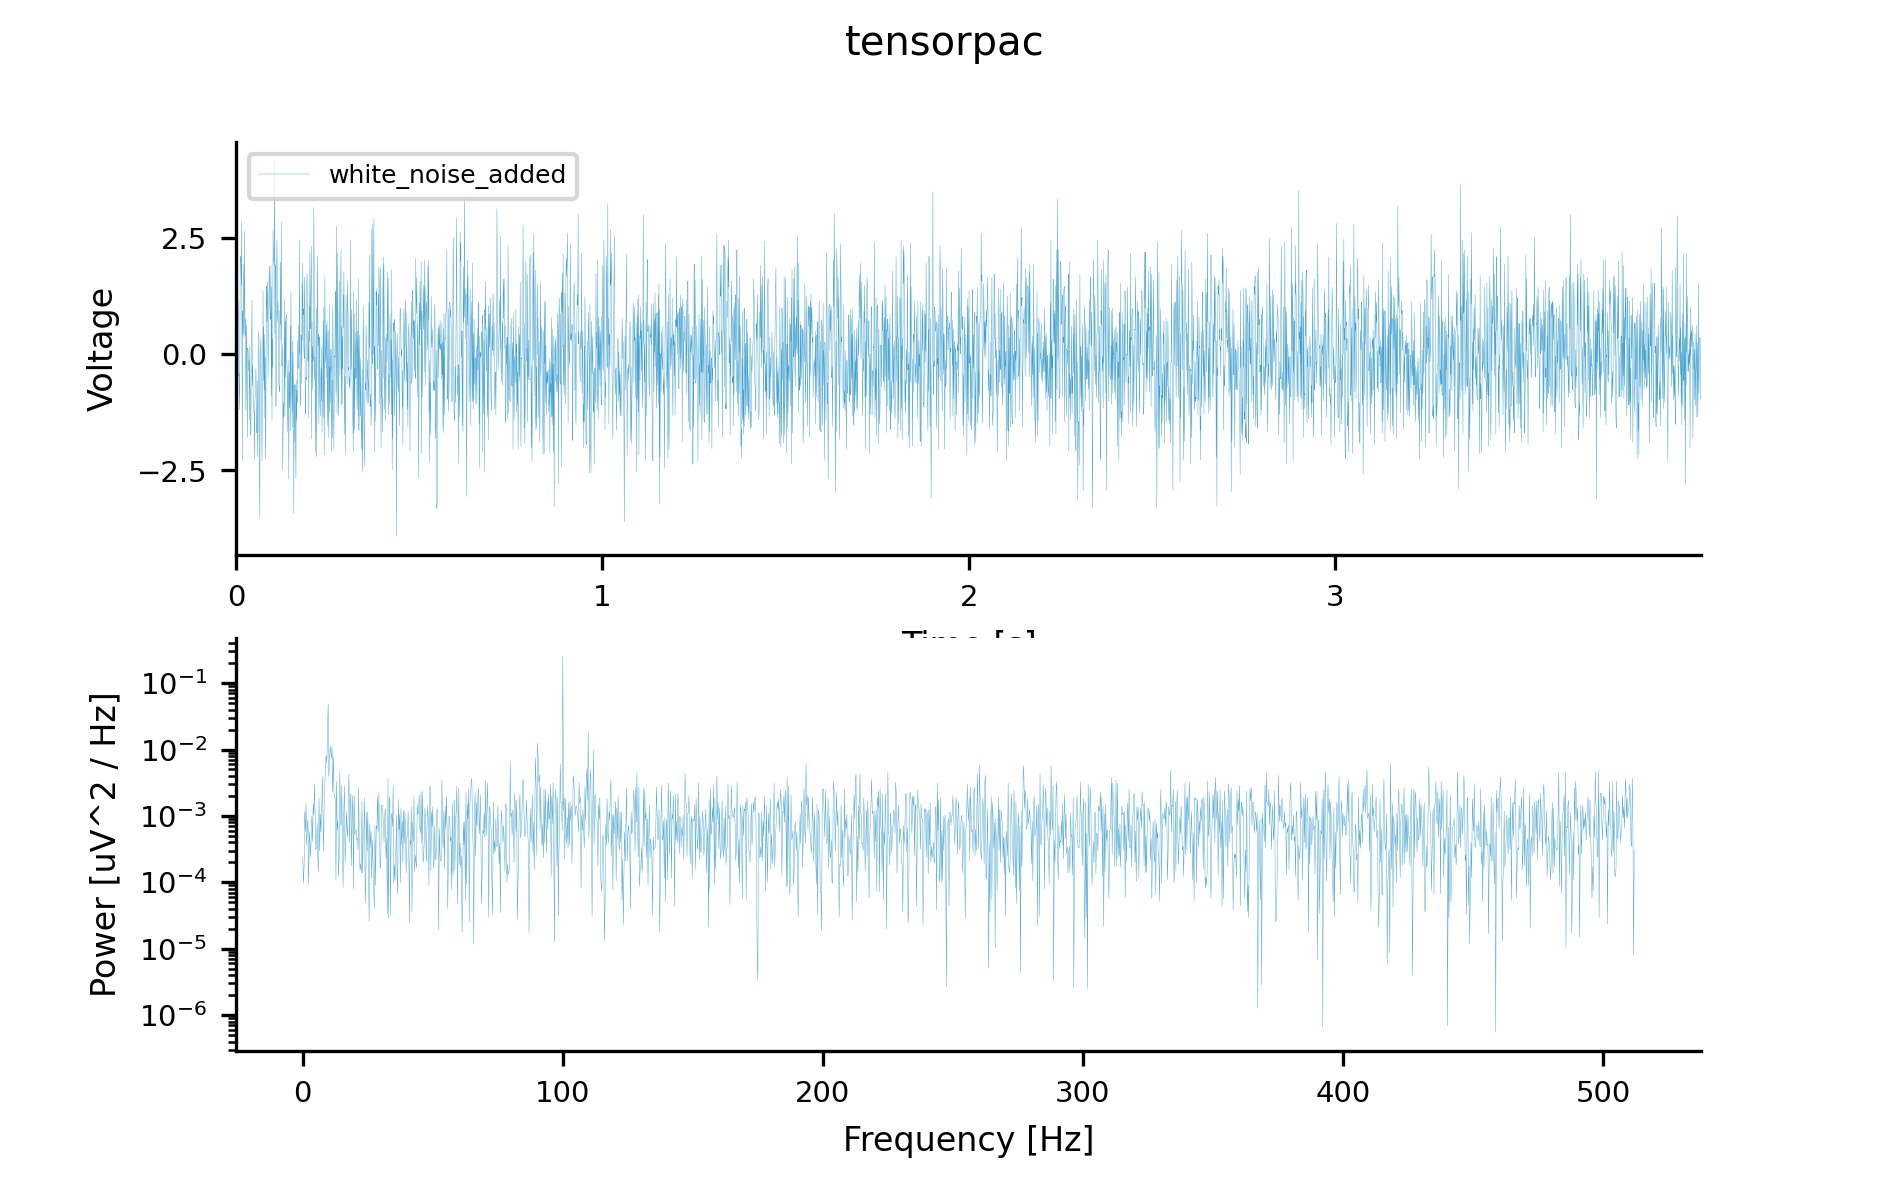 tensorpac
white_noise_added
Voltage
2.5
0.0
−2.5
0 1 2 3
Time [s]
Power [uV^2 / Hz]
10⁻¹
10⁻²
10⁻³
10⁻⁴
10⁻⁵
10⁻⁶
0 100 200 300 400 500
Frequency [Hz]